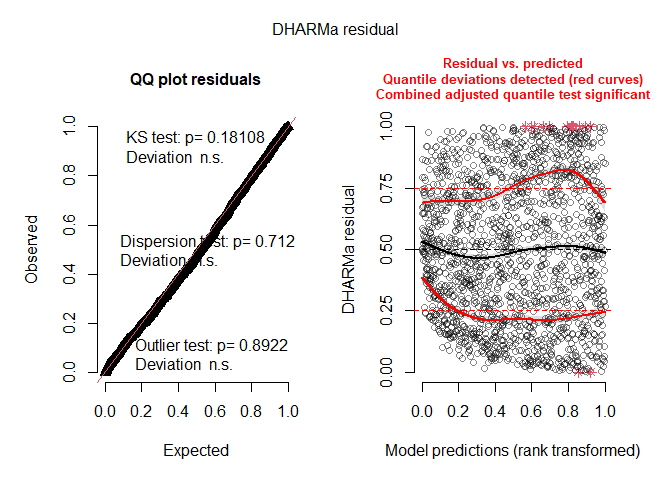 DHARMa residual
QQ plot residuals
KS test: p= 0.18108
Deviation n.s.
Dispersion test: p= 0.712
Deviation n.s.
Outlier test: p= 0.8922
Deviation n.s.
Observed
0.0 0.2 0.4 0.6 0.8 1.0
0.0 0.2 0.4 0.6 0.8 1.0
Expected
Residual vs. predicted
Quantile deviations detected (red curves)
Combined adjusted quantile test significant
DHARMa residual
0.00 0.25 0.50 0.75 1.00
0.0 0.2 0.4 0.6 0.8 1.0
Model predictions (rank transformed)